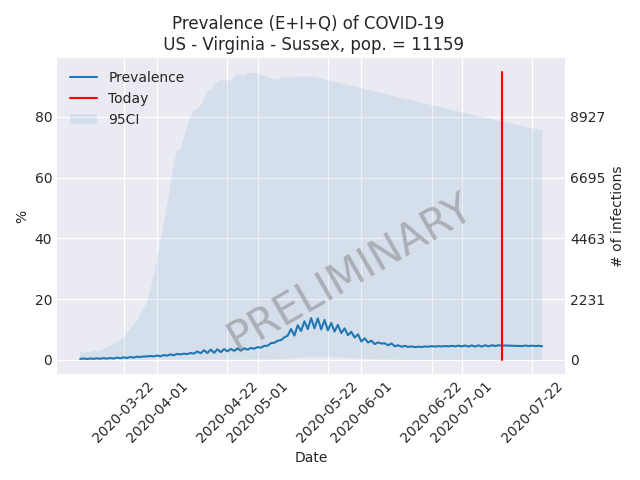 Prevalence (E+I+Q) of COVID-19
US - Virginia - Sussex, pop. = 11159
Prevalence
Today
95CI
%
80
60
40
20
0
8927
6695
4463
2231
0
# of infections
PRELIMINARY
2020-03-22
2020-04-01
2020-04-22
2020-05-01
2020-05-22
2020-06-01
2020-06-22
2020-07-01
2020-07-22
Date